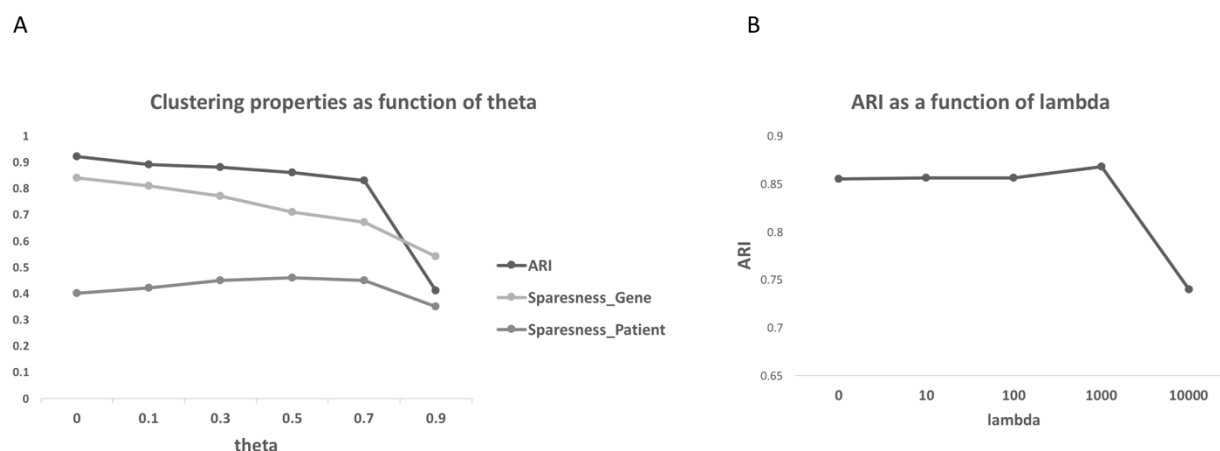 A
Clustering properties as function of theta
1
0.9
0.8
0.7
0.6
0.5
0.4
0.3
0.2
0.1
0
0 0.1 0.3 0.5 0.7 0.9
theta
ARI
Sparesness_Gene
Sparesness_Patient
B
ARI as a function of lambda
0.9
0.85
0.8
0.75
0.7
0.65
ARI
0 10 100 1000 10000
lambda